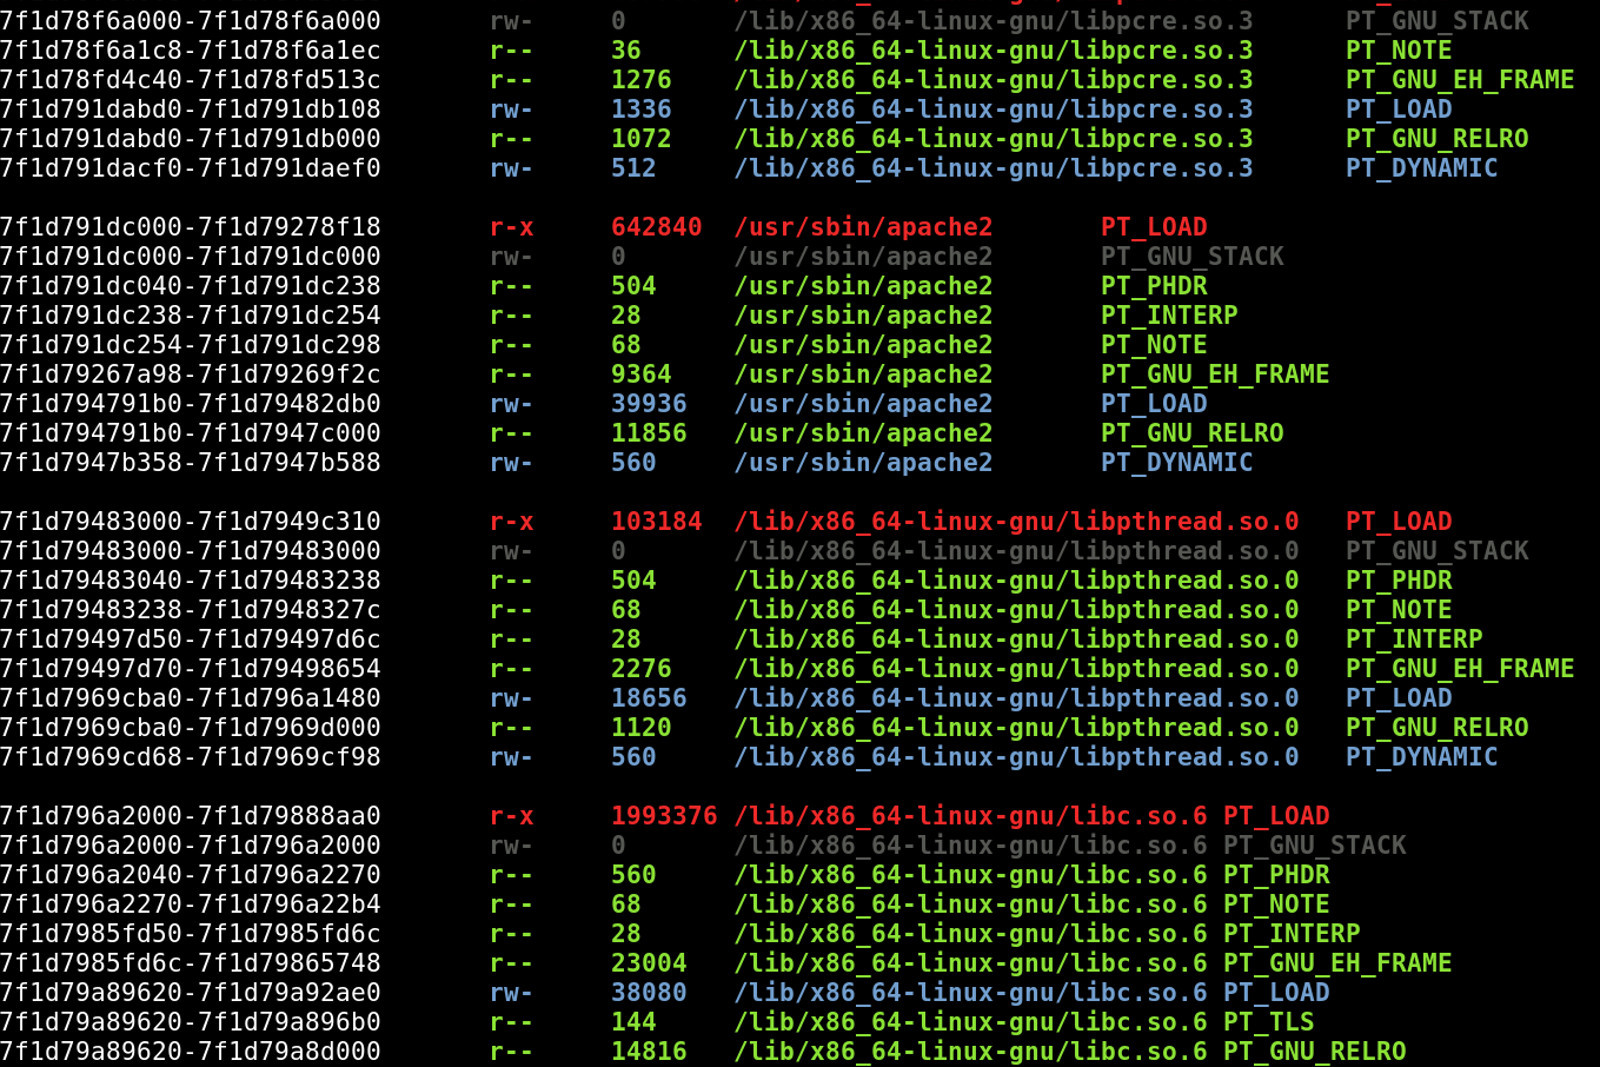 7f1d78f6a000-7f1d78f6a000 rw- 0 /lib/x86_64-linux-gnu/libpcre.so.3 PT_GNU_STACK
7f1d78f6a1c8-7f1d78f6a1ec r-- 36 /lib/x86_64-linux-gnu/libpcre.so.3 PT_NOTE
7f1d78fd4c40-7f1d78fd513c r-- 1276 /lib/x86_64-linux-gnu/libpcre.so.3 PT_GNU_EH_FRAME
7f1d791dabd0-7f1d791db108 rw- 1336 /lib/x86_64-linux-gnu/libpcre.so.3 PT_LOAD
7f1d791dabd0-7f1d791db000 r-- 1072 /lib/x86_64-linux-gnu/libpcre.so.3 PT_GNU_RELRO
7f1d791dacf0-7f1d791daef0 rw- 512 /lib/x86_64-linux-gnu/libpcre.so.3 PT_DYNAMIC
7f1d791dc000-7f1d79278f18 r-x 642840 /usr/sbin/apache2 PT_LOAD
7f1d791dc000-7f1d791dc000 rw- 0 /usr/sbin/apache2 PT_GNU_STACK
7f1d791dc040-7f1d791dc238 r-- 504 /usr/sbin/apache2 PT_PHDR
7f1d791dc238-7f1d791dc254 r-- 28 /usr/sbin/apache2 PT_INTERP
7f1d791dc254-7f1d791dc298 r-- 68 /usr/sbin/apache2 PT_NOTE
7f1d79267a98-7f1d79269f2c r-- 9364 /usr/sbin/apache2 PT_GNU_EH_FRAME
7f1d794791b0-7f1d79482db0 rw- 39936 /usr/sbin/apache2 PT_LOAD
7f1d794791b0-7f1d7947c000 r-- 11856 /usr/sbin/apache2 PT_GNU_RELRO
7f1d7947b358-7f1d7947b588 rw- 560 /usr/sbin/apache2 PT_DYNAMIC
7f1d79483000-7f1d7949c310 r-x 103184 /lib/x86_64-linux-gnu/libpthread.so.0 PT_LOAD
7f1d79483000-7f1d79483000 rw- 0 /lib/x86_64-linux-gnu/libpthread.so.0 PT_GNU_STACK
7f1d79483040-7f1d79483238 r-- 504 /lib/x86_64-linux-gnu/libpthread.so.0 PT_PHDR
7f1d79483238-7f1d7948327c r-- 68 /lib/x86_64-linux-gnu/libpthread.so.0 PT_NOTE
7f1d79497d50-7f1d79497d6c r-- 28 /lib/x86_64-linux-gnu/libpthread.so.0 PT_INTERP
7f1d79497d70-7f1d79498654 r-- 2276 /lib/x86_64-linux-gnu/libpthread.so.0 PT_GNU_EH_FRAME
7f1d7969cba0-7f1d796a1480 rw- 18656 /lib/x86_64-linux-gnu/libpthread.so.0 PT_LOAD
7f1d7969cba0-7f1d7969d000 r-- 1120 /lib/x86_64-linux-gnu/libpthread.so.0 PT_GNU_RELRO
7f1d7969cd68-7f1d7969cf98 rw- 560 /lib/x86_64-linux-gnu/libpthread.so.0 PT_DYNAMIC
7f1d796a2000-7f1d79888aa0 r-x 1993376 /lib/x86_64-linux-gnu/libc.so.6 PT_LOAD
7f1d796a2000-7f1d796a2000 rw- 0 /lib/x86_64-linux-gnu/libc.so.6 PT_GNU_STACK
7f1d796a2040-7f1d796a2270 r-- 560 /lib/x86_64-linux-gnu/libc.so.6 PT_PHDR
7f1d796a2270-7f1d796a22b4 r-- 68 /lib/x86_64-linux-gnu/libc.so.6 PT_NOTE
7f1d7985fd50-7f1d7985fd6c r-- 28 /lib/x86_64-linux-gnu/libc.so.6 PT_INTERP
7f1d7985fd6c-7f1d79865748 r-- 23004 /lib/x86_64-linux-gnu/libc.so.6 PT_GNU_EH_FRAME
7f1d79a89620-7f1d79a92ae0 rw- 38080 /lib/x86_64-linux-gnu/libc.so.6 PT_LOAD
7f1d79a89620-7f1d79a896b0 r-- 144 /lib/x86_64-linux-gnu/libc.so.6 PT_TLS
7f1d79a89620-7f1d79a8d000 r-- 14816 /lib/x86_64-linux-gnu/libc.so.6 PT_GNU_RELRO